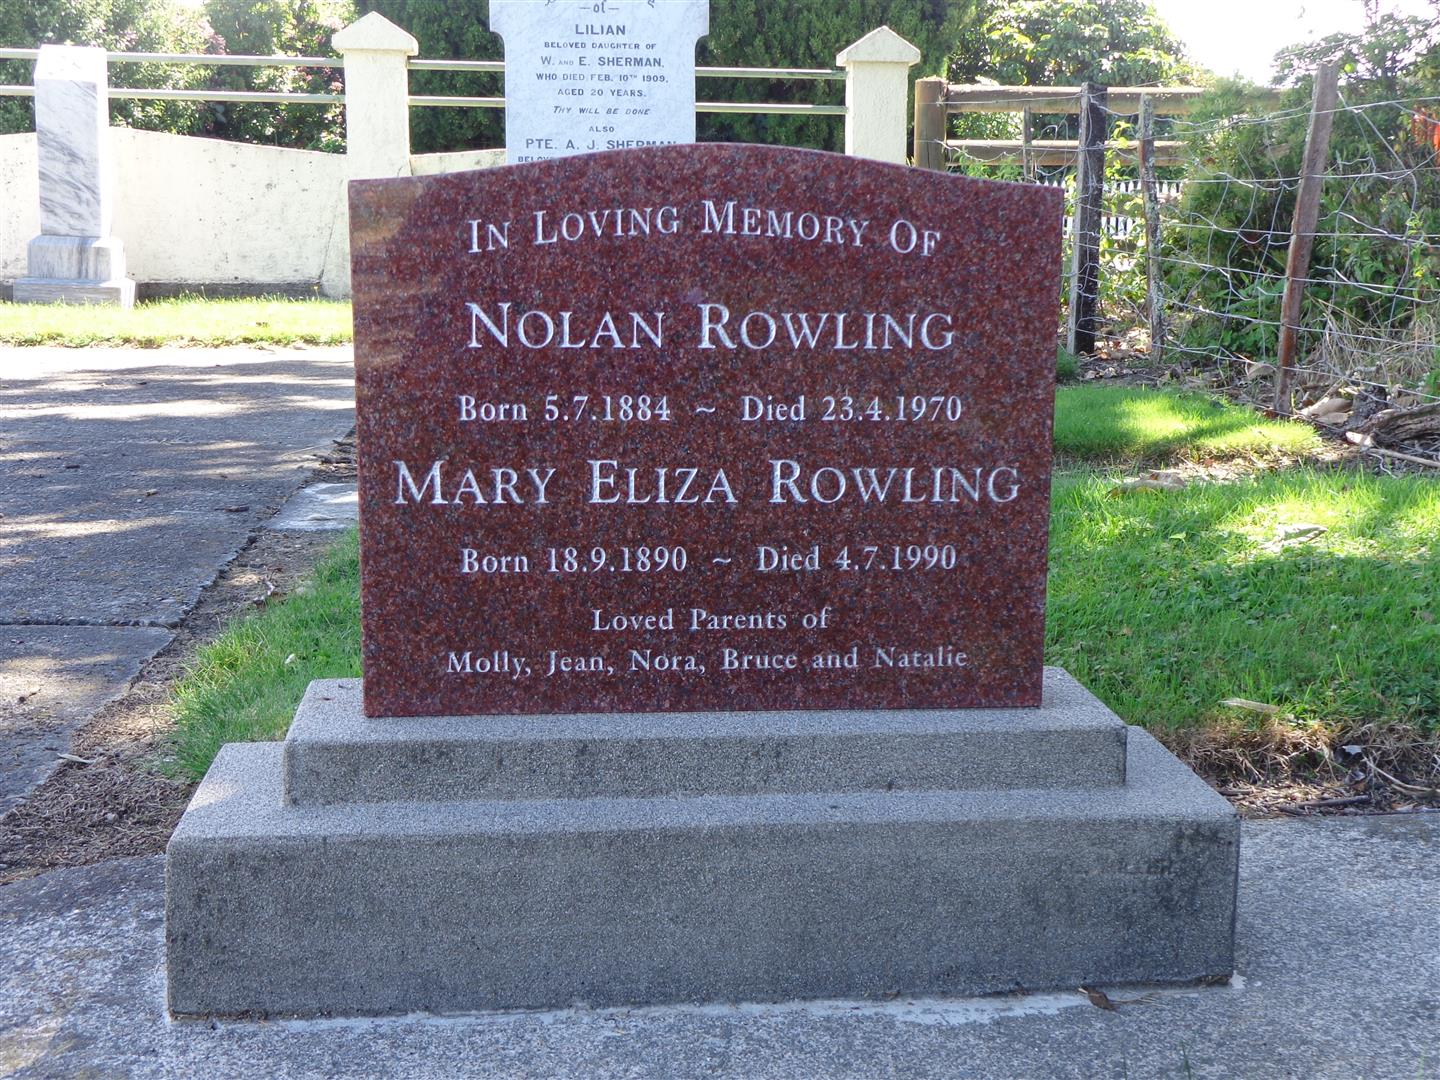 of
LILIAN
BELOVED DAUGHTER OF
W. AND E. SHERMAN,
WHO DIED FEB. 10TH 1909,
AGED 20 YEARS.
THY WILL BE DONE
ALSO
PTE. A. J. SHERMAN
IN LOVING MEMORY OF
NOLAN ROWLING
Born 5.7.1884 ~ Died 23.4.1970
MARY ELIZA ROWLING
Born 18.9.1890 ~ Died 4.7.1990
Loved Parents of
Molly, Jean, Nora, Bruce and Natalie